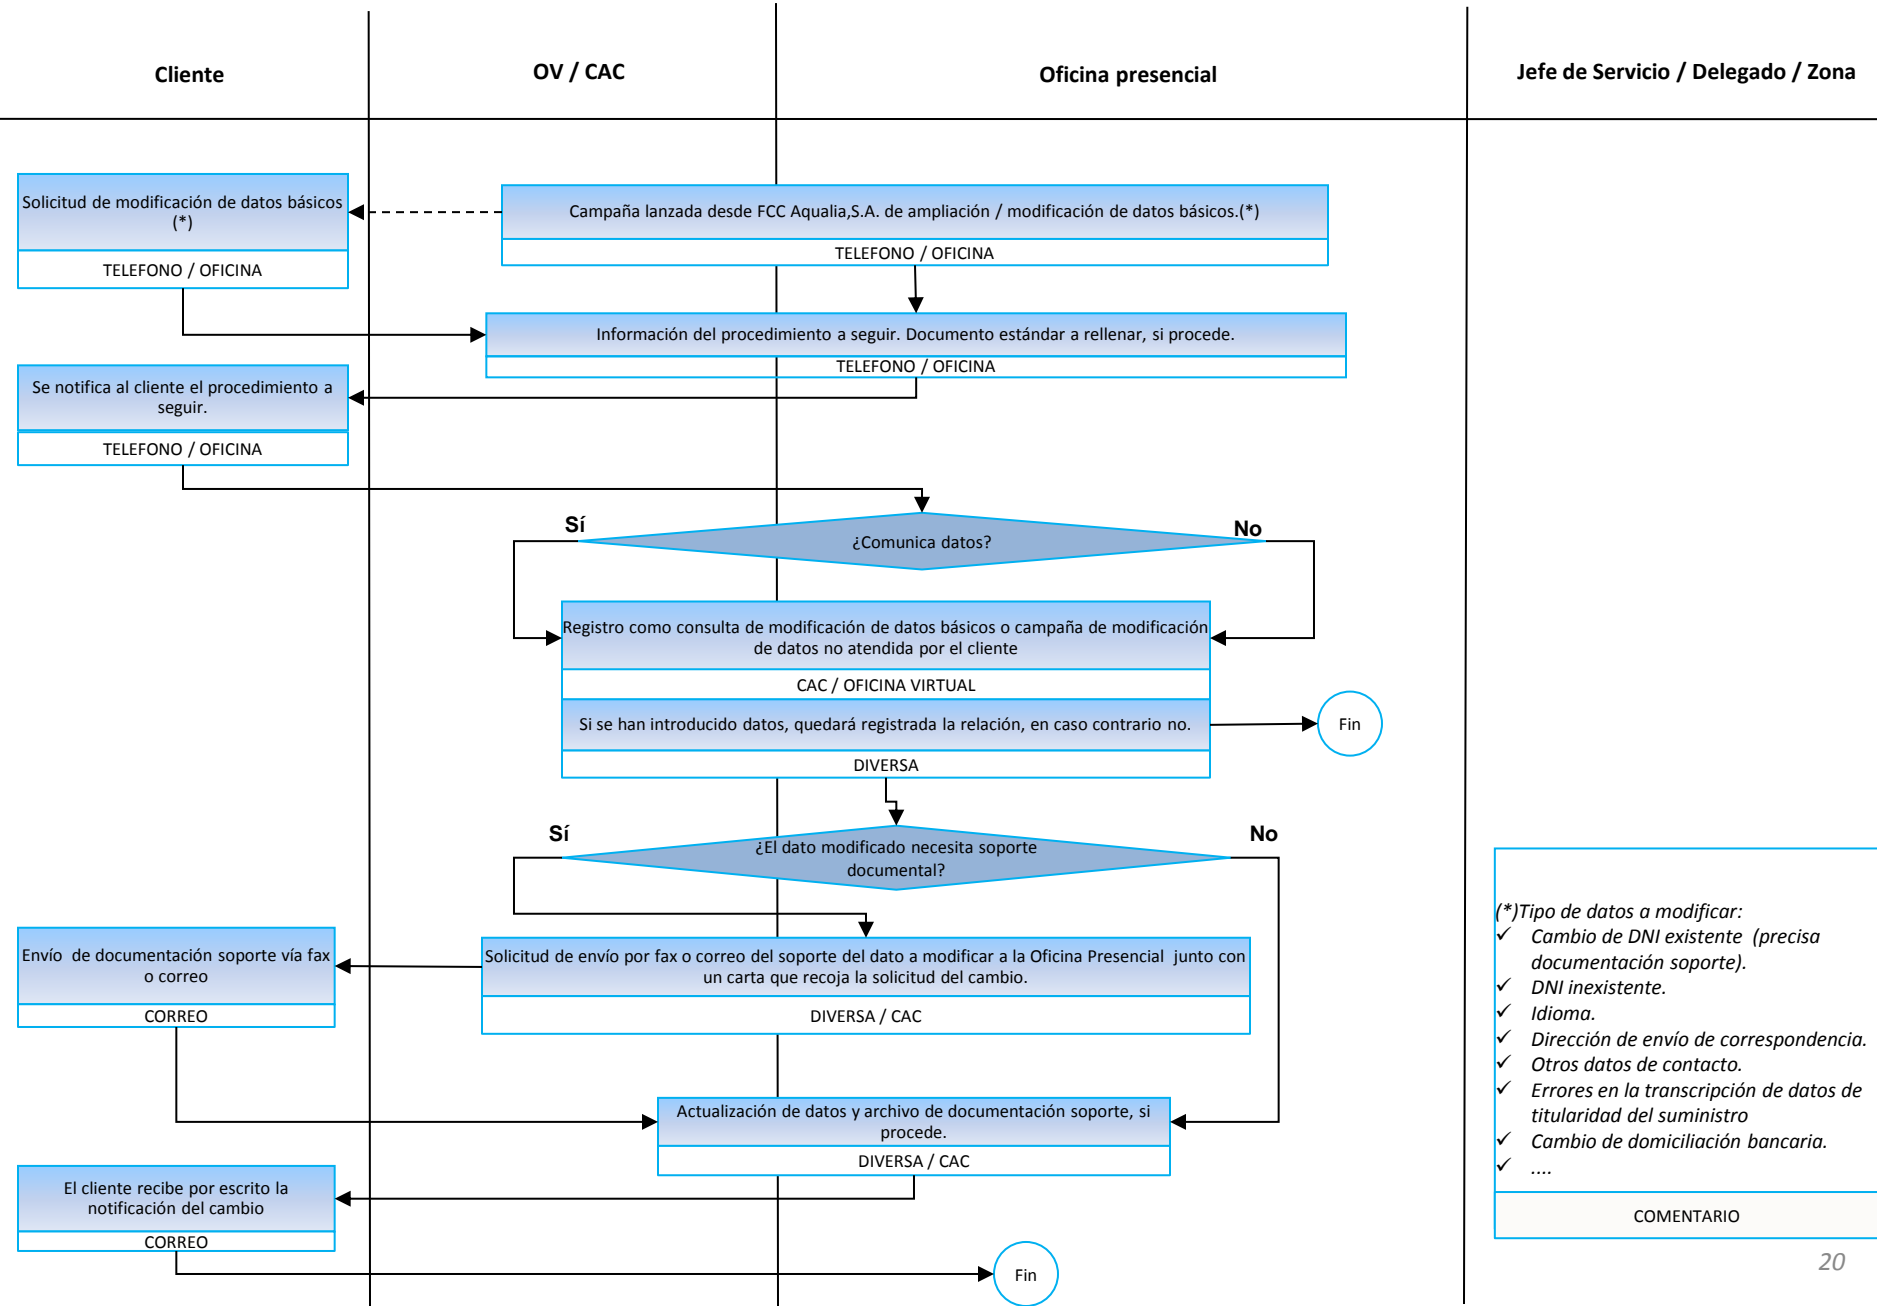 Cliente
OV / CAC
Oficina presencial
Jefe de Servicio / Delegado / Zona
Solicitud de modificación de datos básicos
(*)
TELEFONO / OFICINA
Campaña lanzada desde FCC Aqualia,S.A. de ampliación / modificación de datos básicos.(*)
TELEFONO / OFICINA
Información del procedimiento a seguir. Documento estándar a rellenar, si procede.
TELEFONO / OFICINA
Se notifica al cliente el procedimiento a
seguir.
TELEFONO / OFICINA
Sí
¿Comunica datos?
No
Registro como consulta de modificación de datos básicos o campaña de modificación
de datos no atendida por el cliente
CAC / OFICINA VIRTUAL
Si se han introducido datos, quedará registrada la relación, en caso contrario no.
DIVERSA
Fin
Sí
¿El dato modificado necesita soporte
documental?
No
Solicitud de envío por fax o correo del soporte del dato a modificar a la Oficina Presencial junto con
un carta que recoja la solicitud del cambio.
DIVERSA / CAC
Envío de documentación soporte vía fax
o correo
CORREO
Actualización de datos y archivo de documentación soporte, si
procede.
DIVERSA / CAC
El cliente recibe por escrito la
notificación del cambio
CORREO
Fin
(*)Tipo de datos a modificar:
✓ Cambio de DNI existente (precisa
documentación soporte).
✓ DNI inexistente.
✓ Idioma.
✓ Dirección de envío de correspondencia.
✓ Otros datos de contacto.
✓ Errores en la transcripción de datos de
titularidad del suministro
✓ Cambio de domiciliación bancaria.
✓ ....
COMENTARIO
20